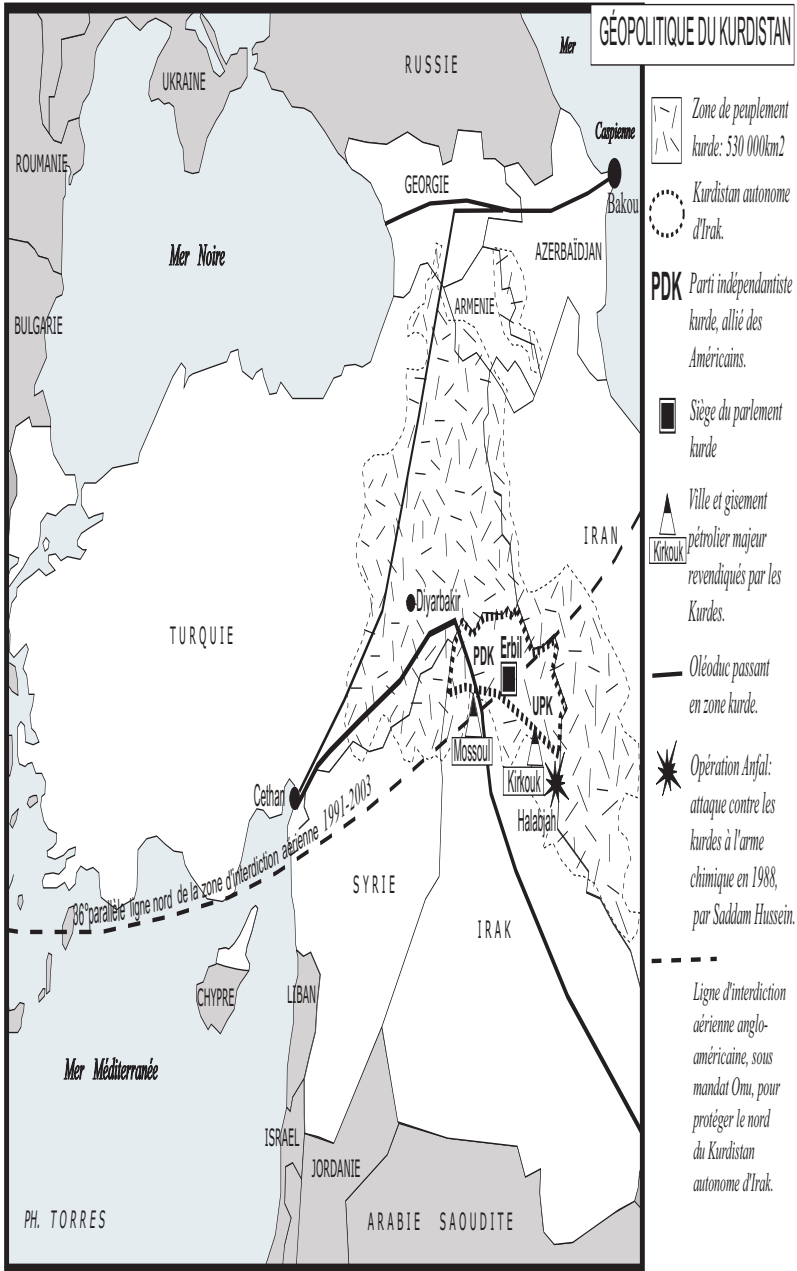 GÉOPOLITIQUE DU KURDISTAN
Mer
Caspienne
RUSSIE
UKRAINE
ROUMANIE
GEORGIE
Bakou
Mer Noire
AZERBAÏDJAN
ARMENIE
BULGARIE
IRAN
Diyarbakir
TURQUIE
PDK
Erbil
UPK
Mossoul
Kirkouk
Cethan
Halabjah
36°parallèle ligne nord de la zone d'interdiction aérienne 1991-2003
SYRIE
IRAK
CHYPRE
LIBAN
Mer Méditerranée
ISRAEL
JORDANIE
PH. TORRES
ARABIE SAOUDITE
Zone de peuplement
kurde: 530 000km2
Kurdistan autonome
d'Irak.
PDK Parti indépendantiste
kurde, allié des
Américains.
Siège du parlement
kurde
Ville et gisement
pétrolier majeur
revendiqués par les
Kurdes.
Kirkouk
Oléoduc passant
en zone kurde.
Opération Anfal:
attaque contre les
kurdes à l'arme
chimique en 1988,
par Saddam Hussein.
Ligne d'interdiction
aérienne anglo-
américaine, sous
mandat Onu, pour
protéger le nord
du Kurdistan
autonome d'Irak.